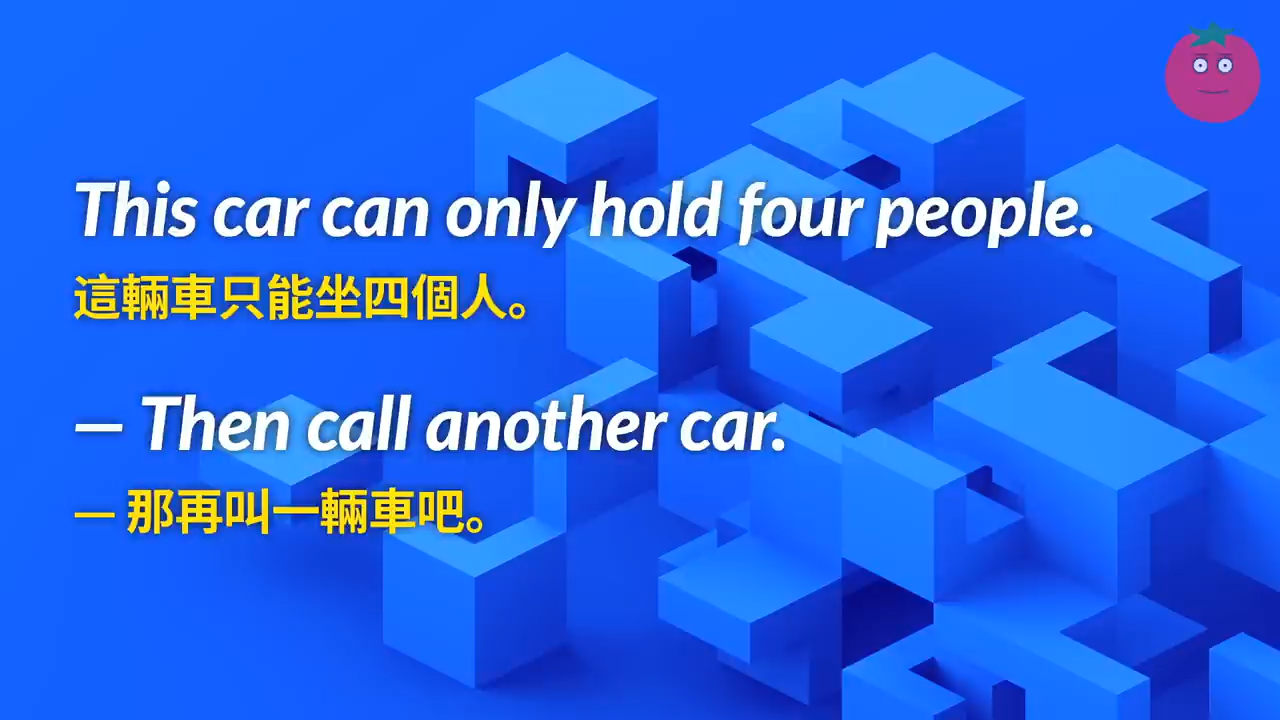 This car can only hold four people.
這輛車只能坐四個人。
— Then call another car.
— 那再叫一輛車吧。